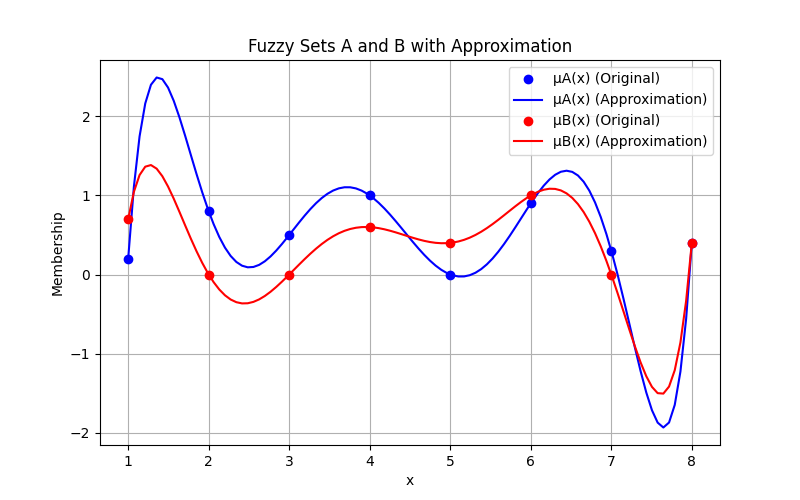 Fuzzy Sets A and B with Approximation
μA(x) (Original)
μA(x) (Approximation)
μB(x) (Original)
μB(x) (Approximation)
Membership
2
1
0
−1
−2
1 2 3 4 5 6 7 8
x